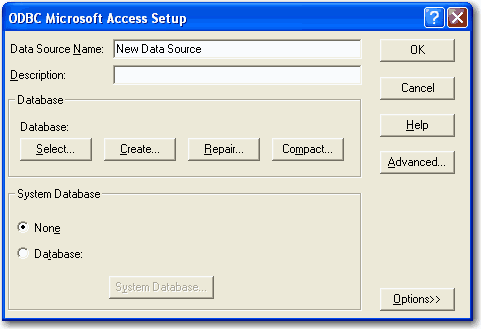 ODBC Microsoft Access Setup
Data Source Name: New Data Source
OK
Description:
Cancel
Database
Help
Database:
Select... Create... Repair... Compact...
Advanced...
System Database
None
Database:
System Database...
Options>>